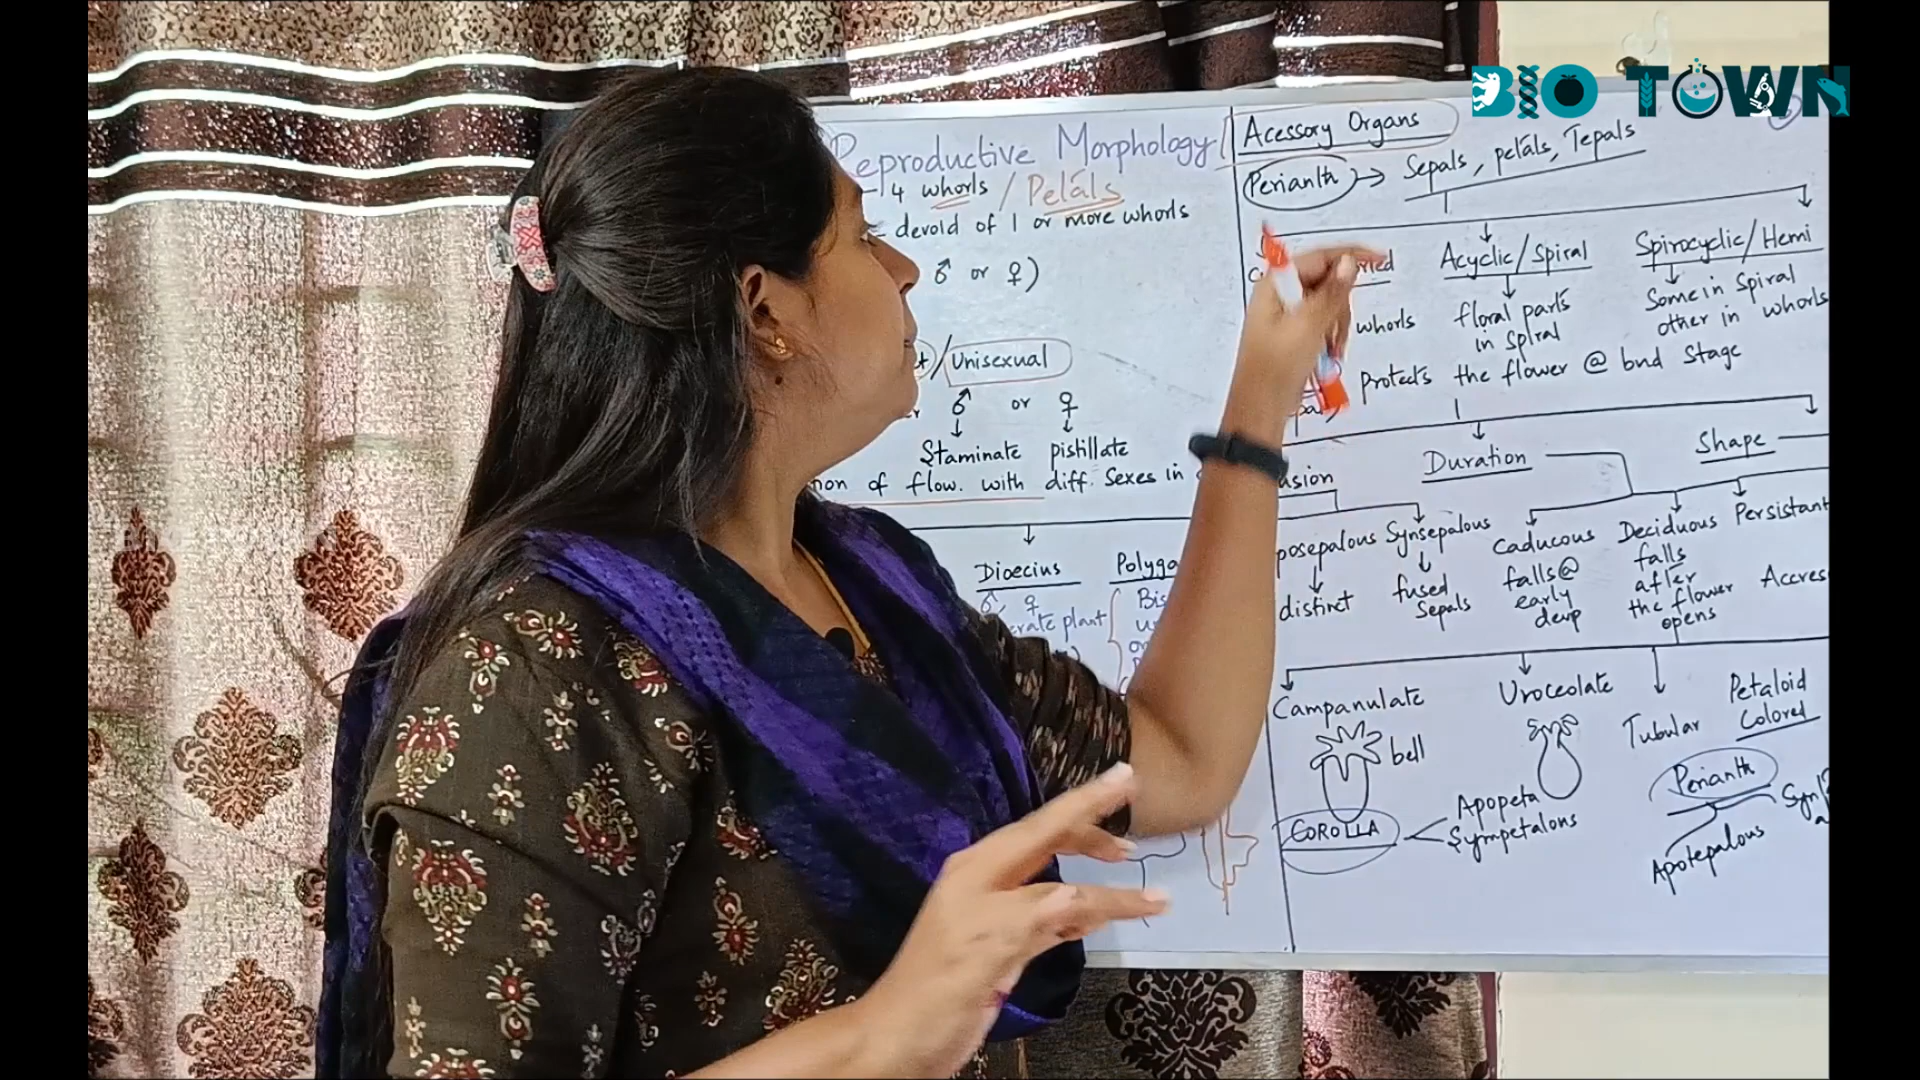 BIO TOWN
Reproductive Morphology
4 whorls / Petals
devoid of 1 or more whorls
♂ or ♀)
/Unisexual
♂ or ♀
Staminate pistillate
of flow. with diff. Sexes in
Dioecius
♂, ♀
plant
Acessory Organs
Perianth → Sepals, petals, Tepals
Acyclic/Spiral
floral parts
in spiral
Spirocyclic/Hemi
Some in Spiral
other in whorls
whorls
protects the flower @ bud stage
Duration
Shape
Synsepalous
distinct
fused
Sepals
Caducous
falls@
early
devp
Deciduous
falls
after
the flower
opens
Persistant
Campanulate
bell
Uroceolate
Tubular
Petaloid
Colored
COROLLA
Apopeta
Sympetalons
Perianth
Apotepalous